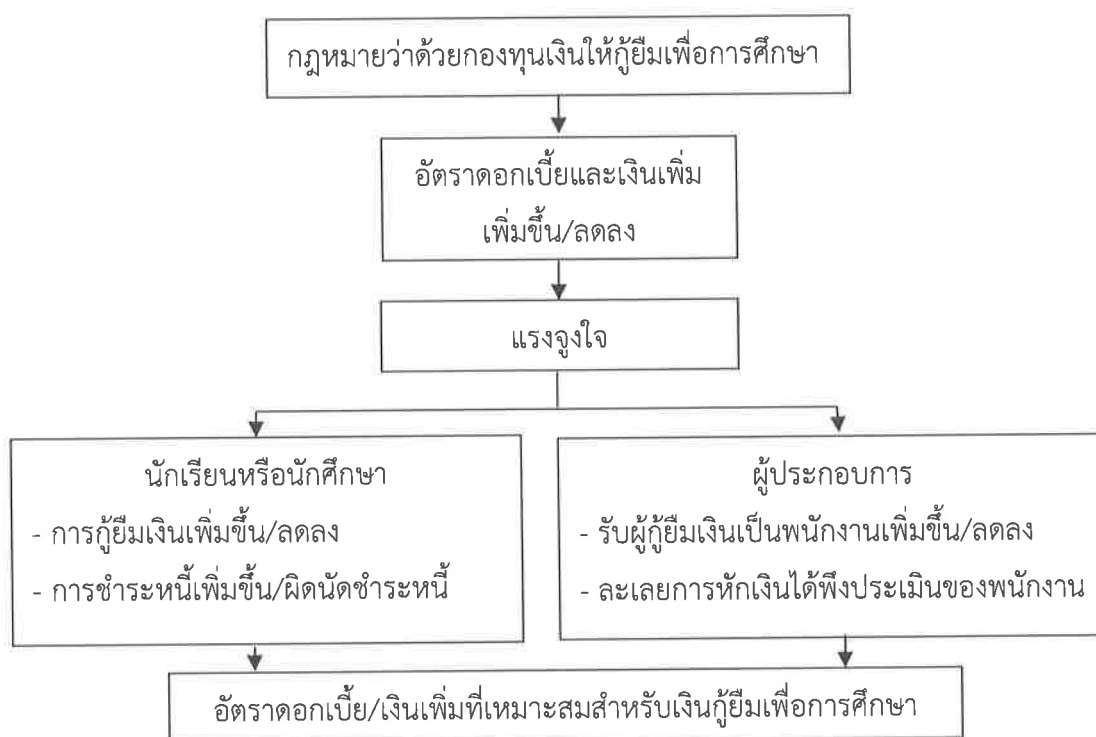 กฎหมายว่าด้วยกองทุนเงินให้กู้ยืมเพื่อการศึกษา
อัตราดอกเบี้ยและเงินเพิ่ม
เพิ่มขึ้น/ลดลง
แรงจูงใจ
นักเรียนหรือนักศึกษา
- การกู้ยืมเงินเพิ่มขึ้น/ลดลง
- การชำระหนี้เพิ่มขึ้น/ผิดนัดชำระหนี้
ผู้ประกอบการ
- รับผู้กู้ยืมเงินเป็นพนักงานเพิ่มขึ้น/ลดลง
- ละเลยการหักเงินได้พึงประเมินของพนักงาน
อัตราดอกเบี้ย/เงินเพิ่มที่เหมาะสมสำหรับเงินกู้ยืมเพื่อการศึกษา